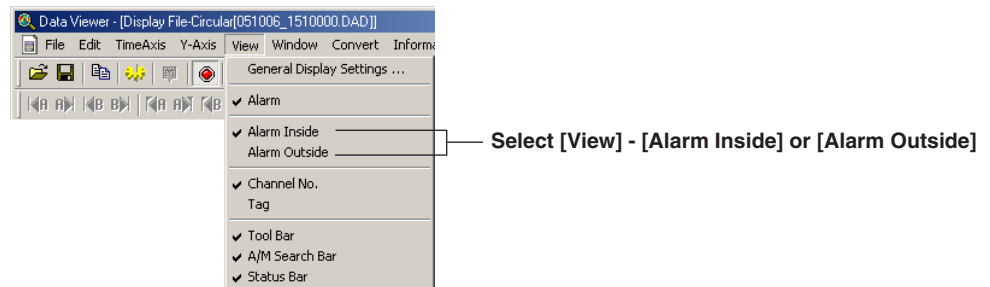 Data Viewer - [Display File-Circular[051006_1510000.DAD]]
File Edit TimeAxis Y-Axis View Window Convert Informa
General Display Settings ...
A A B B A A B
Alarm
Alarm Inside
Alarm Outside
Select [View] - [Alarm Inside] or [Alarm Outside]
Channel No.
Tag
Tool Bar
A/M Search Bar
Status Bar